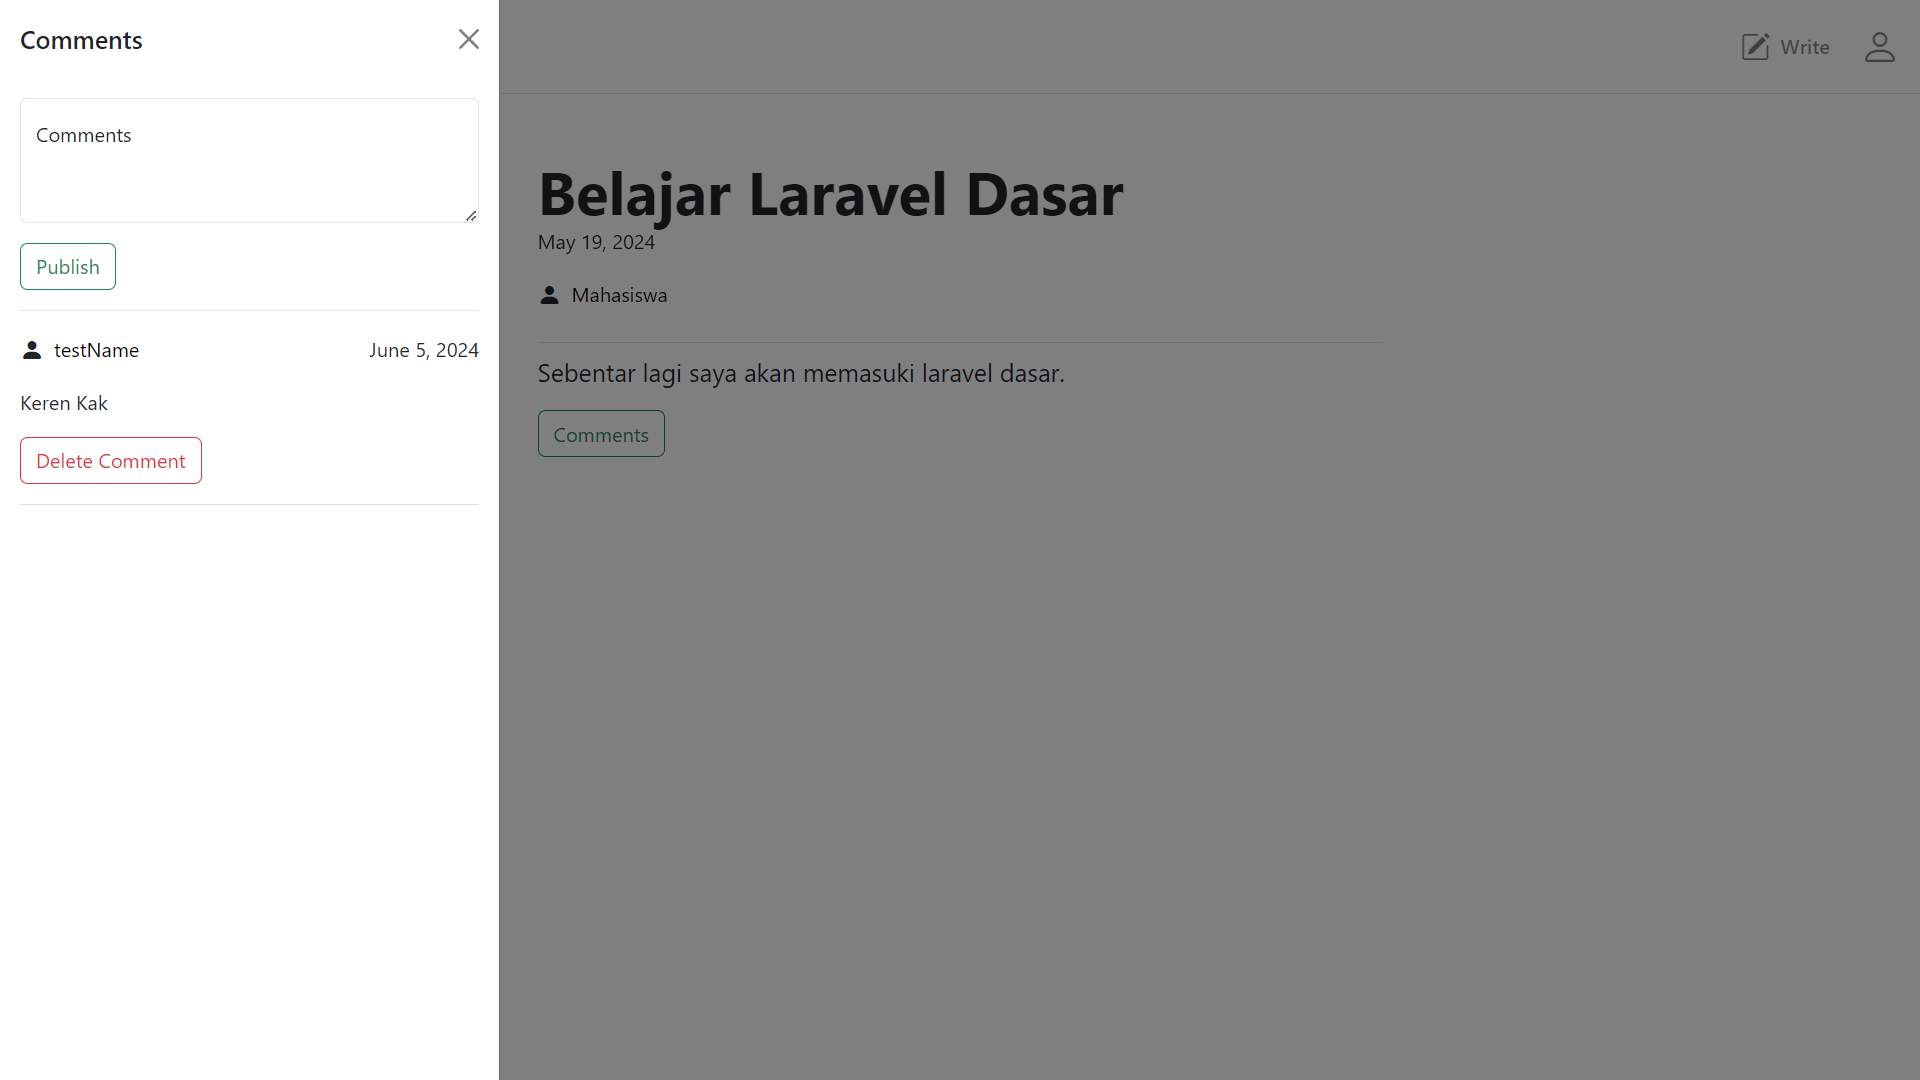 Comments
Comments
Publish
testName
June 5, 2024
Keren Kak
Delete Comment
Write
Belajar Laravel Dasar
May 19, 2024
Mahasiswa
Sebentar lagi saya akan memasuki laravel dasar.
Comments